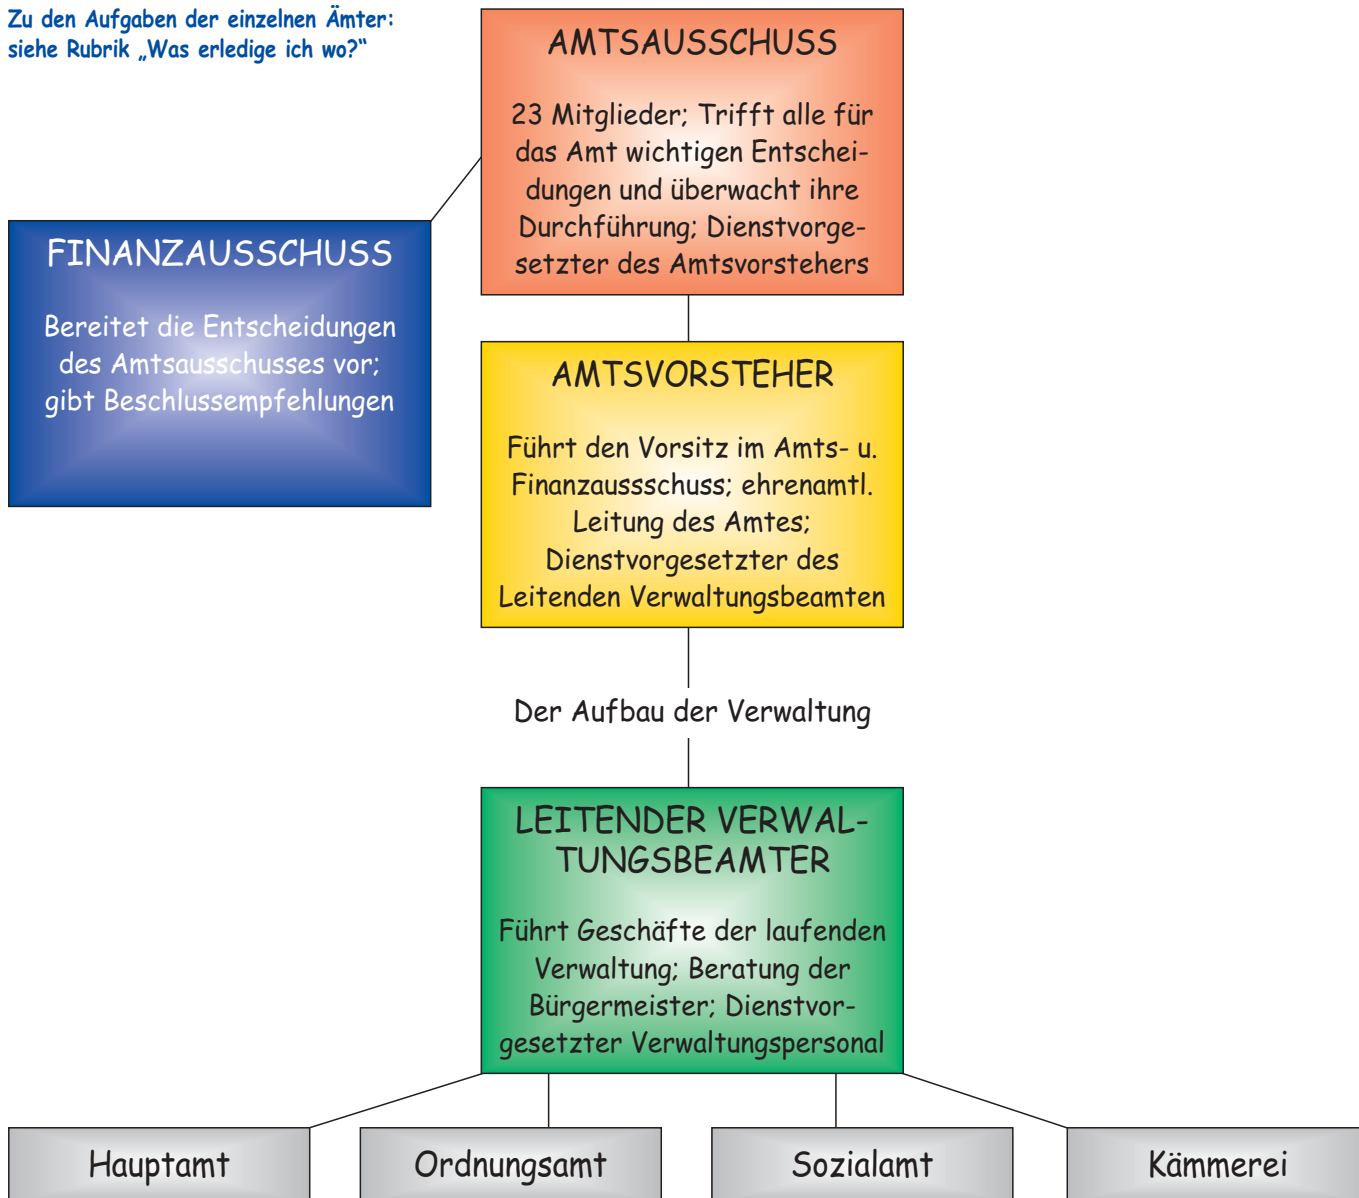 Zu den Aufgaben der einzelnen Ämter:
siehe Rubrik „Was erledige ich wo?“
AMTSAUSSCHUSS
23 Mitglieder; Trifft alle für
das Amt wichtigen Entschei-
dungen und überwacht ihre
Durchführung; Dienstvorge-
setzter des Amtsvorstehers
FINANZAUSSCHUSS
Bereitet die Entscheidungen
des Amtsausschusses vor;
gibt Beschlussempfehlungen
AMTSVORSTEHER
Führt den Vorsitz im Amts- u.
Finanzaussschuss; ehrenamtl.
Leitung des Amtes;
Dienstvorgesetzter des
Leitenden Verwaltungsbeamten
Der Aufbau der Verwaltung
LEITENDER VERWAL-
TUNGSBEAMTER
Führt Geschäfte der laufenden
Verwaltung; Beratung der
Bürgermeister; Dienstvor-
gesetzter Verwaltungspersonal
Hauptamt
Ordnungsamt
Sozialamt
Kämmerei